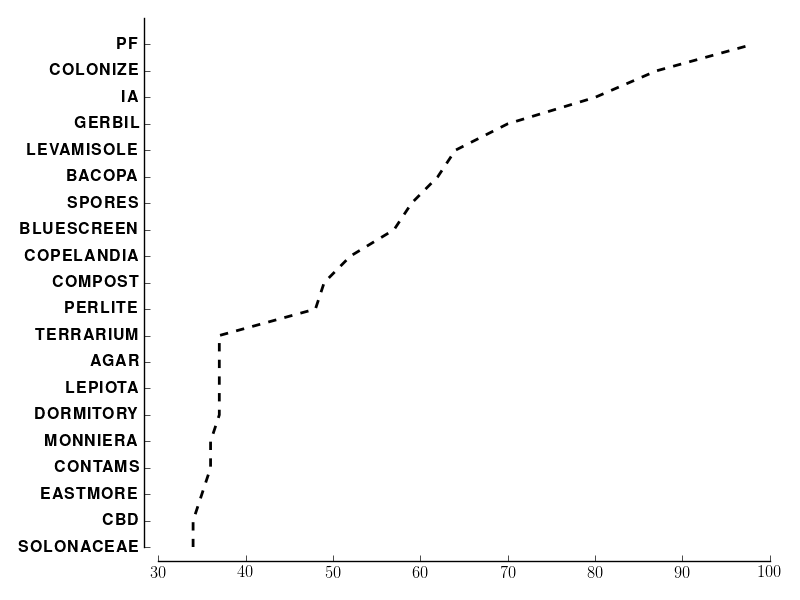 PF
COLONIZE
IA
GERBIL
LEVAMISOLE
BACOPA
SPORES
BLUESCREEN
COPELANDIA
COMPOST
PERLITE
TERRARIUM
AGAR
LEPIOTA
DORMITORY
MONNIERA
CONTAMS
EASTMORE
CBD
SOLONACEAE
30 40 50 60 70 80 90 100